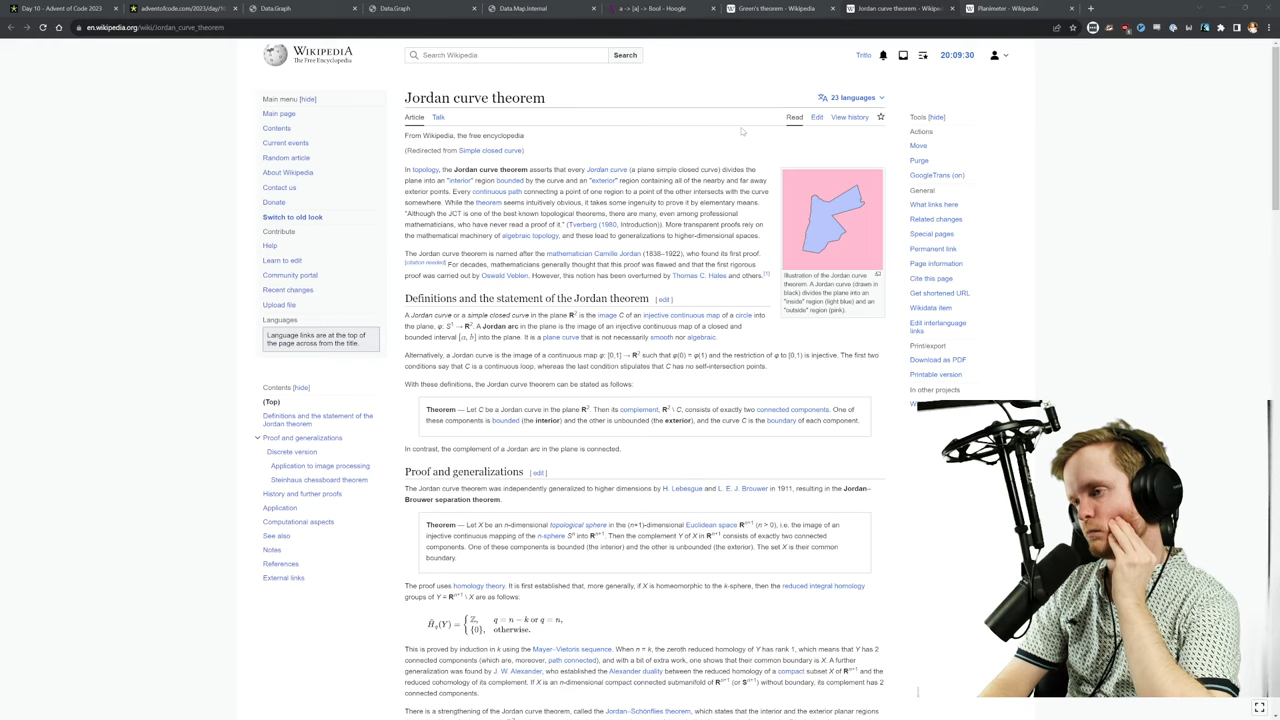 Day 10 - Advent of Code 2023
adventofcode.com/2023/day/10
Data.Graph
Data.Graph
Data.Map.Internal
a -> [a] -> Bool - Hoogle
Green's theorem - Wikipedia
Jordan curve theorem - Wikipedia
Planimeter - Wikipedia
en.wikipedia.org/wiki/Jordan_curve_theorem
WIKIPEDIA
The Free Encyclopedia
Search Wikipedia
Search
Tritlo
20:09:30
Main menu [hide]
Main page
Contents
Current events
Random article
About Wikipedia
Contact us
Donate
Switch to old look
Contribute
Help
Learn to edit
Community portal
Recent changes
Upload file
Languages
Language links are at the top
of the page across from the title.
Contents [hide]
(Top)
Definitions and the statement of the
Jordan theorem
Proof and generalizations
Discrete version
Application to image processing
Steinhaus chessboard theorem
History and further proofs
Application
Computational aspects
See also
Notes
References
External links
Jordan curve theorem
23 languages
Article
Talk
Read
Edit
View history
From Wikipedia, the free encyclopedia
(Redirected from Simple closed curve)
In topology, the Jordan curve theorem asserts that every Jordan curve (a plane simple closed curve) divides the
plane into an "interior" region bounded by the curve and an "exterior" region containing all of the nearby and far away
exterior points. Every continuous path connecting a point of one region to a point of the other intersects with the curve
somewhere. While the theorem seems intuitively obvious, it takes some ingenuity to prove it by elementary means.
"Although the JCT is one of the best known topological theorems, there are many, even among professional
mathematicians, who have never read a proof of it." (Tverberg (1980, Introduction)). More transparent proofs rely on
the mathematical machinery of algebraic topology, and these lead to generalizations to higher-dimensional spaces.
The Jordan curve theorem is named after the mathematician Camille Jordan (1838–1922), who found its first proof.
[citation needed] For decades, mathematicians generally thought that this proof was flawed and that the first rigorous
proof was carried out by Oswald Veblen. However, this notion has been overturned by Thomas C. Hales and others.[1]
Illustration of the Jordan curve
theorem. A Jordan curve (drawn in
black) divides the plane into an
"inside" region (light blue) and an
"outside" region (pink).
Definitions and the statement of the Jordan theorem [ edit ]
A Jordan curve or a simple closed curve in the plane R2 is the image C of an injective continuous map of a circle into
the plane, φ: S1 → R2. A Jordan arc in the plane is the image of an injective continuous map of a closed and
bounded interval [a, b] into the plane. It is a plane curve that is not necessarily smooth nor algebraic.
Alternatively, a Jordan curve is the image of a continuous map φ: [0,1] → R2 such that φ(0) = φ(1) and the restriction of φ to [0,1) is injective. The first two
conditions say that C is a continuous loop, whereas the last condition stipulates that C has no self-intersection points.
With these definitions, the Jordan curve theorem can be stated as follows:
Theorem — Let C be a Jordan curve in the plane R2. Then its complement, R2 \ C, consists of exactly two connected components. One of
these components is bounded (the interior) and the other is unbounded (the exterior), and the curve C is the boundary of each component.
In contrast, the complement of a Jordan arc in the plane is connected.
Proof and generalizations [ edit ]
The Jordan curve theorem was independently generalized to higher dimensions by H. Lebesgue and L. E. J. Brouwer in 1911, resulting in the Jordan–
Brouwer separation theorem.
Theorem — Let X be an n-dimensional topological sphere in the (n+1)-dimensional Euclidean space Rn+1 (n > 0), i.e. the image of an
injective continuous mapping of the n-sphere Sn into Rn+1. Then the complement Y of X in Rn+1 consists of exactly two connected
components. One of these components is bounded (the interior) and the other is unbounded (the exterior). The set X is their common
boundary.
The proof uses homology theory. It is first established that, more generally, if X is homeomorphic to the k-sphere, then the reduced integral homology
groups of Y = Rn+1 \ X are as follows:
H̃q(Y) = { ℤ, q = n − k or q = n,
{0}, otherwise.
This is proved by induction in k using the Mayer–Vietoris sequence. When n = k, the zeroth reduced homology of Y has rank 1, which means that Y has 2
connected components (which are, moreover, path connected), and with a bit of extra work, one shows that their common boundary is X. A further
generalization was found by J. W. Alexander, who established the Alexander duality between the reduced homology of a compact subset X of Rn+1 and the
reduced cohomology of its complement. If X is an n-dimensional compact connected submanifold of Rn+1 (or Sn+1) without boundary, its complement has 2
connected components.
There is a strengthening of the Jordan curve theorem, called the Jordan–Schönflies theorem, which states that the interior and the exterior planar regions
Tools [hide]
Actions
Move
Purge
GoogleTrans (on)
General
What links here
Related changes
Special pages
Permanent link
Page information
Cite this page
Get shortened URL
Wikidata item
Edit interlanguage
links
Print/export
Download as PDF
Printable version
In other projects